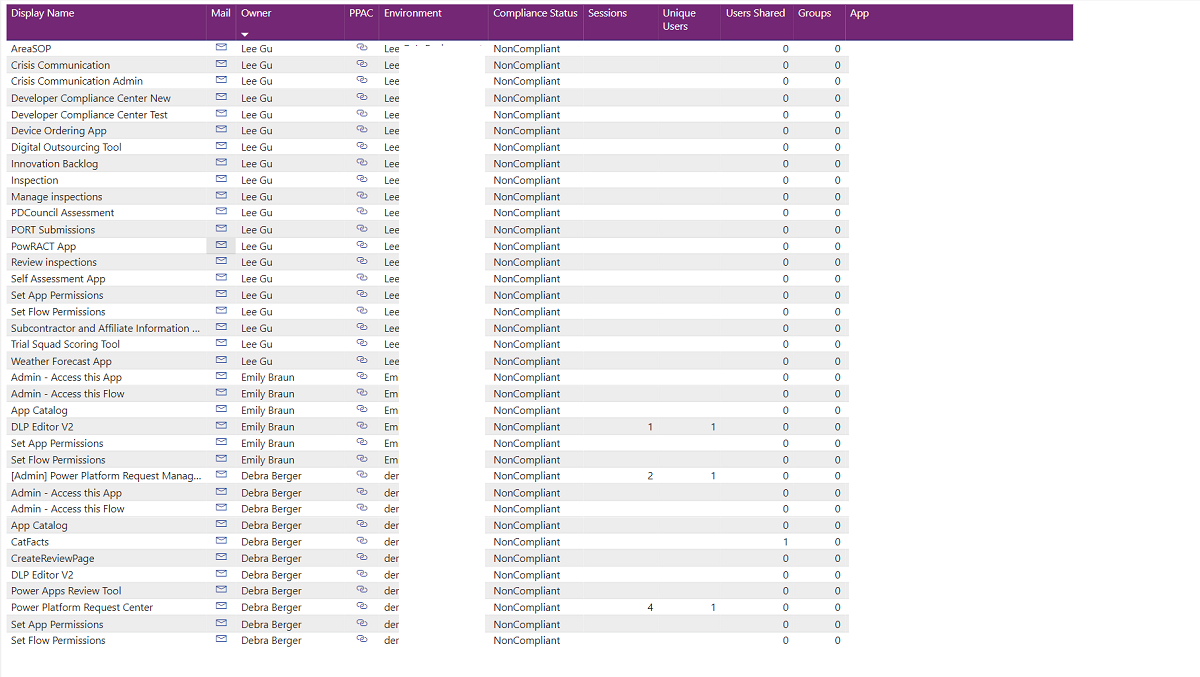 Display Name Mail Owner PPAC Environment Compliance Status Sessions Unique Users Users Shared Groups App
AreaSOP Lee Gu Lee NonCompliant 0 0
Crisis Communication Lee Gu Lee NonCompliant 0 0
Crisis Communication Admin Lee Gu Lee NonCompliant 0 0
Developer Compliance Center New Lee Gu Lee NonCompliant 0 0
Developer Compliance Center Test Lee Gu Lee NonCompliant 0 0
Device Ordering App Lee Gu Lee NonCompliant 0 0
Digital Outsourcing Tool Lee Gu Lee NonCompliant 0 0
Innovation Backlog Lee Gu Lee NonCompliant 0 0
Inspection Lee Gu Lee NonCompliant 0 0
Manage inspections Lee Gu Lee NonCompliant 0 0
PDCouncil Assessment Lee Gu Lee NonCompliant 0 0
PORT Submissions Lee Gu Lee NonCompliant 0 0
PowRACT App Lee Gu Lee NonCompliant 0 0
Review inspections Lee Gu Lee NonCompliant 0 0
Self Assessment App Lee Gu Lee NonCompliant 0 0
Set App Permissions Lee Gu Lee NonCompliant 0 0
Set Flow Permissions Lee Gu Lee NonCompliant 0 0
Subcontractor and Affiliate Information ... Lee Gu Lee NonCompliant 0 0
Trial Squad Scoring Tool Lee Gu Lee NonCompliant 0 0
Weather Forecast App Lee Gu Lee NonCompliant 0 0
Admin - Access this App Emily Braun Em NonCompliant 0 0
Admin - Access this Flow Emily Braun Em NonCompliant 0 0
App Catalog Emily Braun Em NonCompliant 0 0
DLP Editor V2 Emily Braun Em NonCompliant 1 1 0 0
Set App Permissions Emily Braun Em NonCompliant 0 0
Set Flow Permissions Emily Braun Em NonCompliant 0 0
[Admin] Power Platform Request Manag... Debra Berger der NonCompliant 2 1 0 0
Admin - Access this App Debra Berger der NonCompliant 0 0
Admin - Access this Flow Debra Berger der NonCompliant 0 0
App Catalog Debra Berger der NonCompliant 0 0
CatFacts Debra Berger der NonCompliant 1 0
CreateReviewPage Debra Berger der NonCompliant 0 0
DLP Editor V2 Debra Berger der NonCompliant 0 0
Power Apps Review Tool Debra Berger der NonCompliant 0 0
Power Platform Request Center Debra Berger der NonCompliant 4 1 0 0
Set App Permissions Debra Berger der NonCompliant 0 0
Set Flow Permissions Debra Berger der NonCompliant 0 0